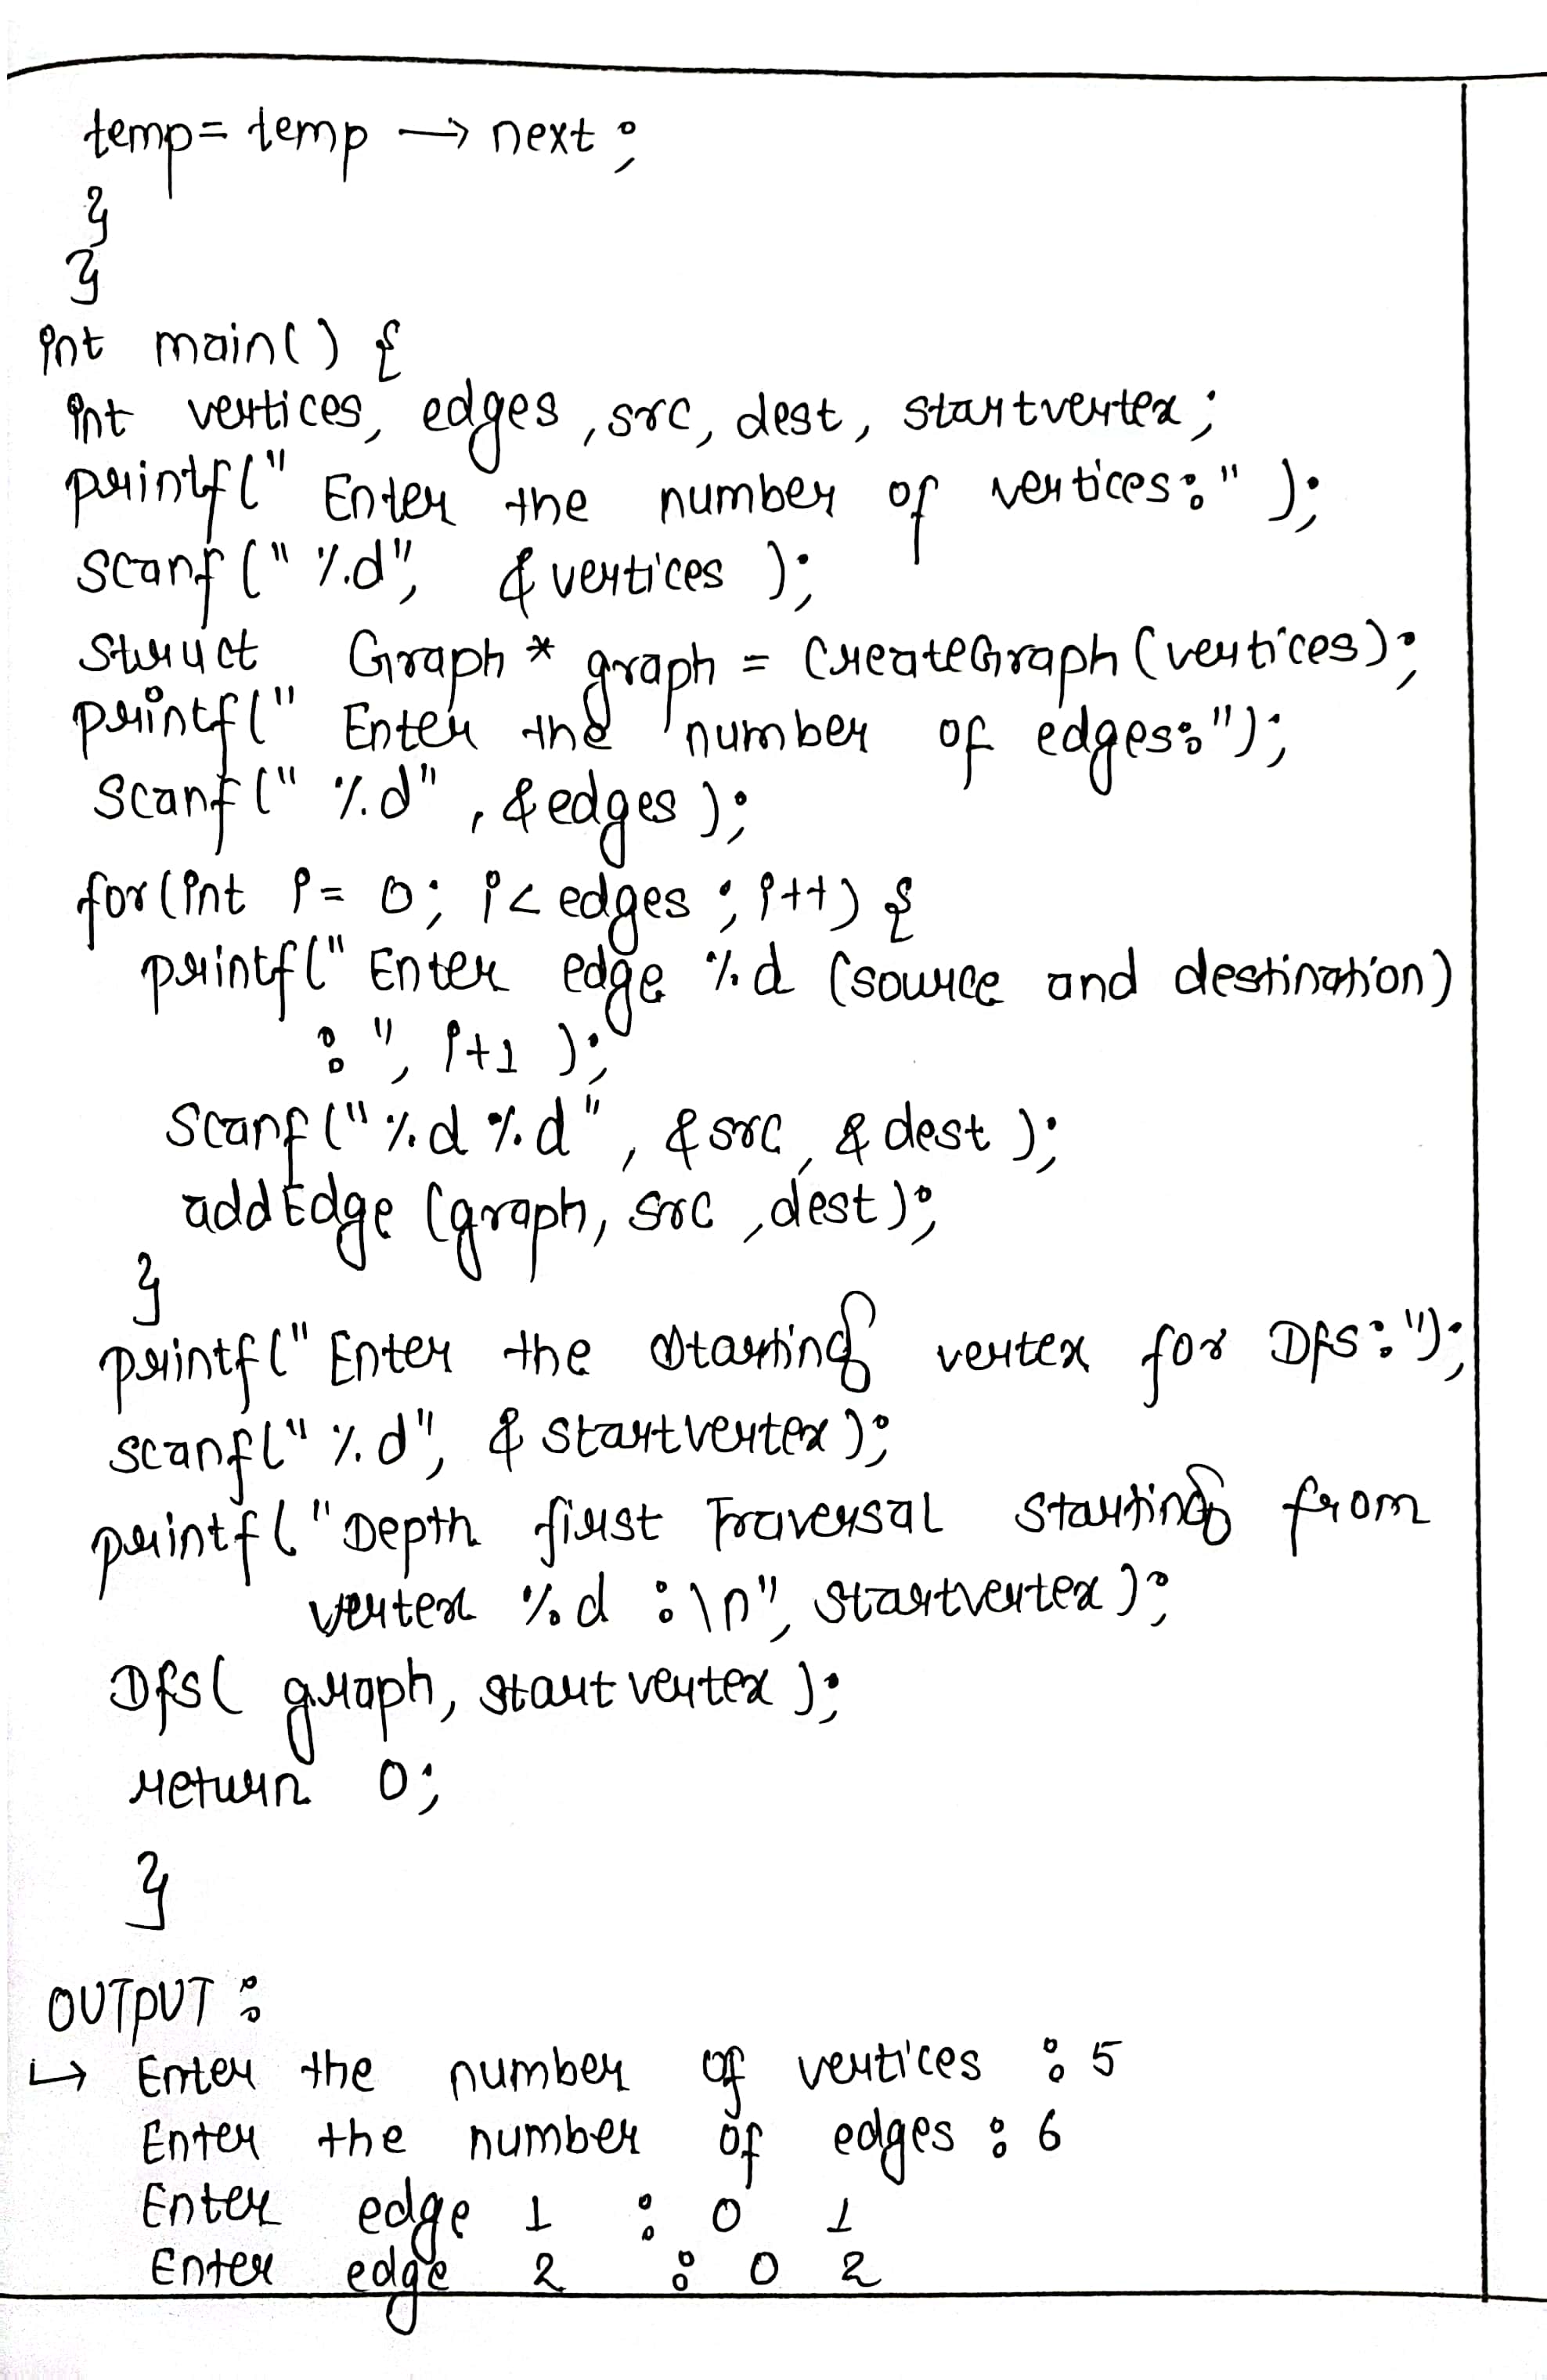 temp= temp → next ;
}
}
int main() {
int vertices, edges, src, dest, startvertex;
printf(" Enter the number of vertices:" );
scanf (" %d", &vertices );
struct Graph * graph = CreateGraph (vertices);
printf(" Enter the number of edges:");
scanf (" %d" , &edges );
for(int i= 0; i< edges ; i++) {
printf(" Enter edge %d (source and destination)
: ", i+1 );
scanf ("%d %d" , &src, & dest );
addEdge (graph, src ,dest);
}
printf(" Enter the starting vertex for Dfs: ");
scanf(" %d", & startvertex );
printf ("Depth first Traversal starting from
vertex %d :\n", startvertex );
Dfs( graph, startvertex );
return 0;
}
OUTPUT :
↳ Enter the number of vertices : 5
Enter the number of edges : 6
Enter edge 1 : 0 1
Enter edge 2 : 0 2